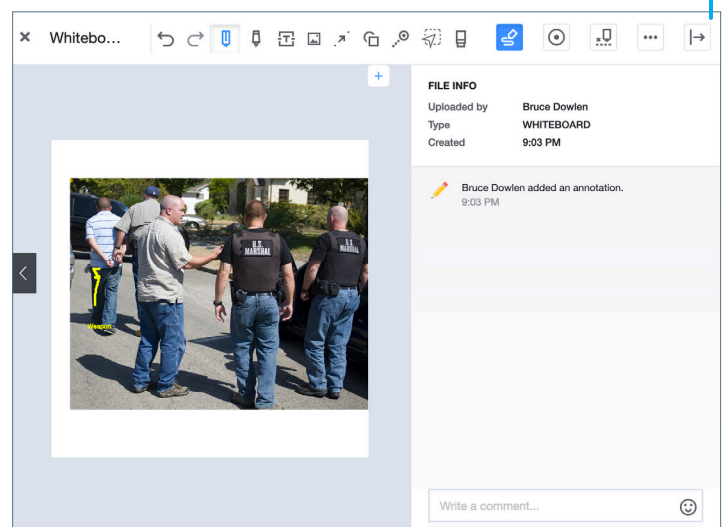 Whitebo...
FILE INFO
Uploaded by Bruce Dowlen
Type WHITEBOARD
Created 9:03 PM
Bruce Dowlen added an annotation.
9:03 PM
U.S.
MARSHAL
U.S.
MARSHAL
Weapon
Write a comment...